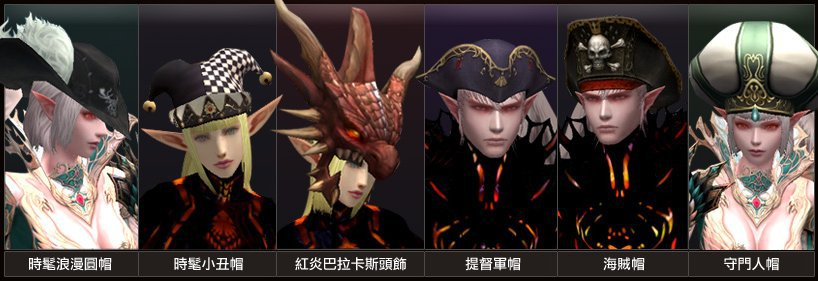 時髦浪漫圓帽
時髦小丑帽
紅炎巴拉卡斯頭飾
提督軍帽
海賊帽
守門人帽